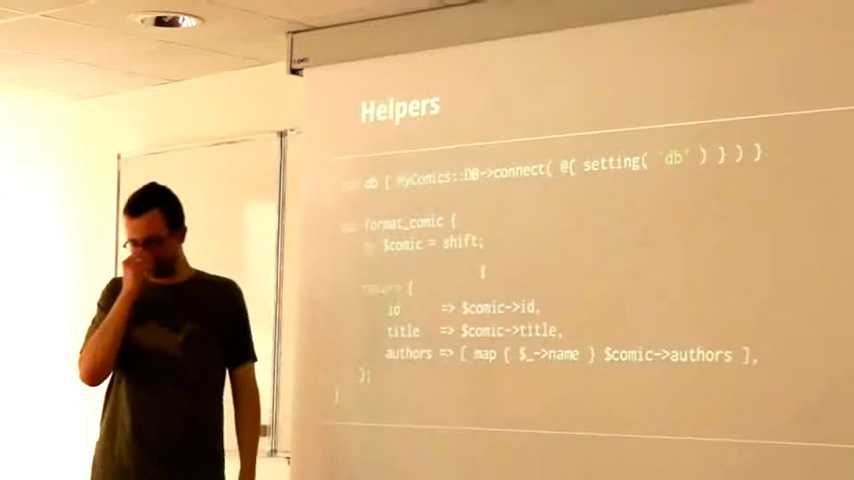 Helpers
db { MyComics::DB->connect( @{ setting( 'db' ) } ) }
format_comic {
$comic = shift;
return {
id => $comic->id,
title => $comic->title,
authors => [ map { $_->name } $comic->authors ],
};
}